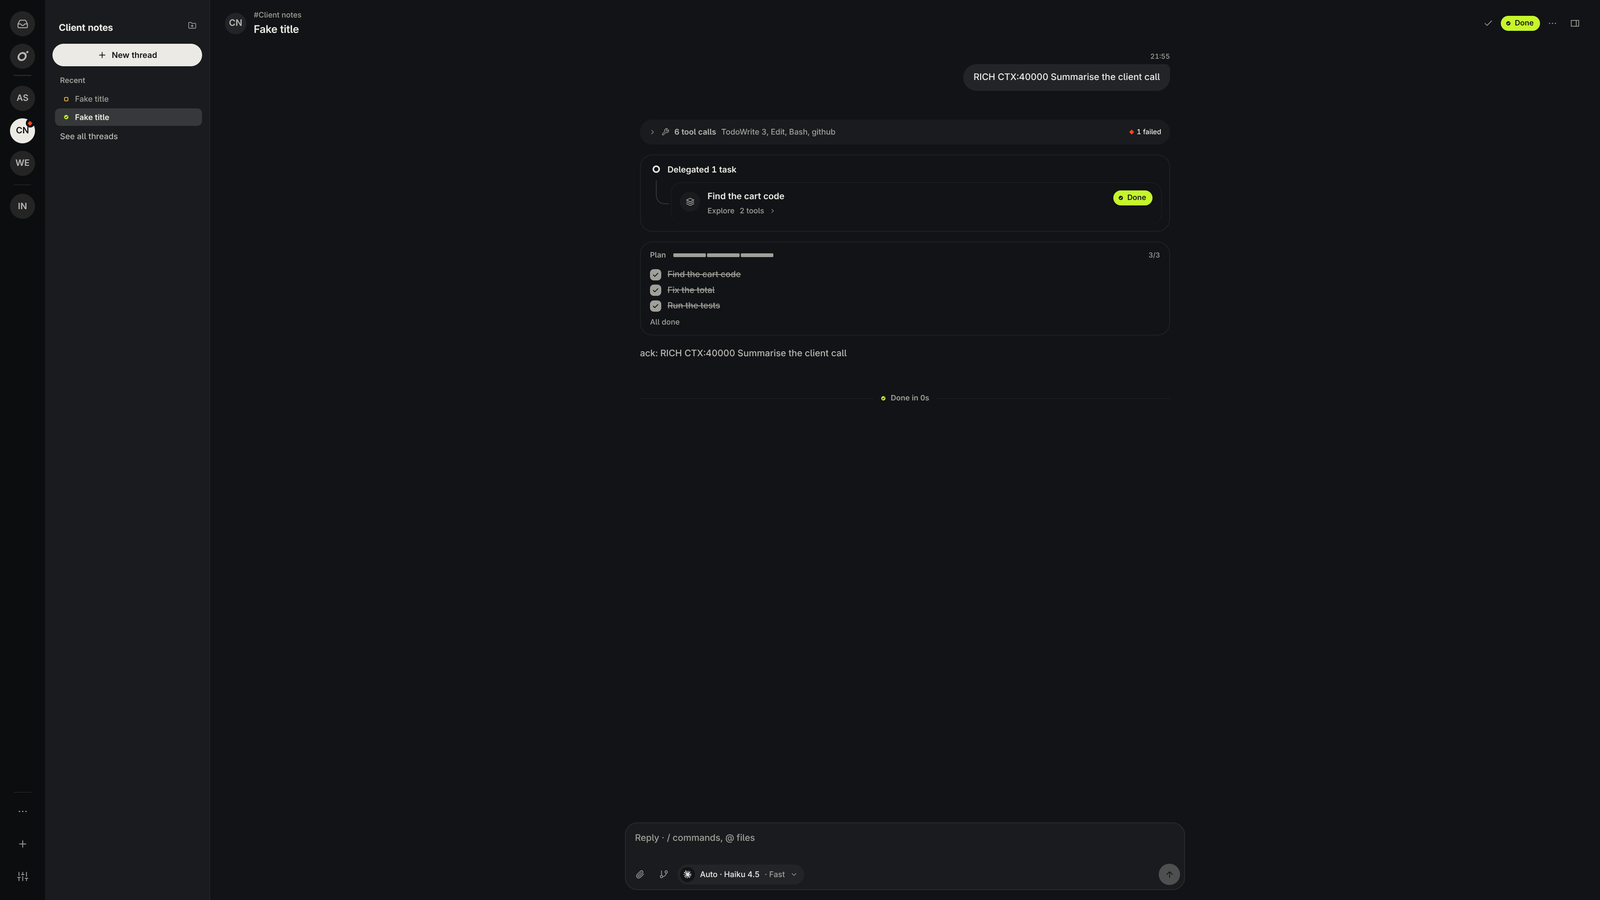 Client notes
New thread
Recent
Fake title
Fake title
See all threads
AS
CN
WE
IN
CN
#Client notes
Fake title
Done
21:55
RICH CTX:40000 Summarise the client call
6 tool calls TodoWrite 3, Edit, Bash, github
1 failed
Delegated 1 task
Find the cart code
Explore 2 tools
Done
Plan
3/3
Find the cart code
Fix the total
Run the tests
All done
ack: RICH CTX:40000 Summarise the client call
Done in 0s
Reply · / commands, @ files
Auto · Haiku 4.5 · Fast